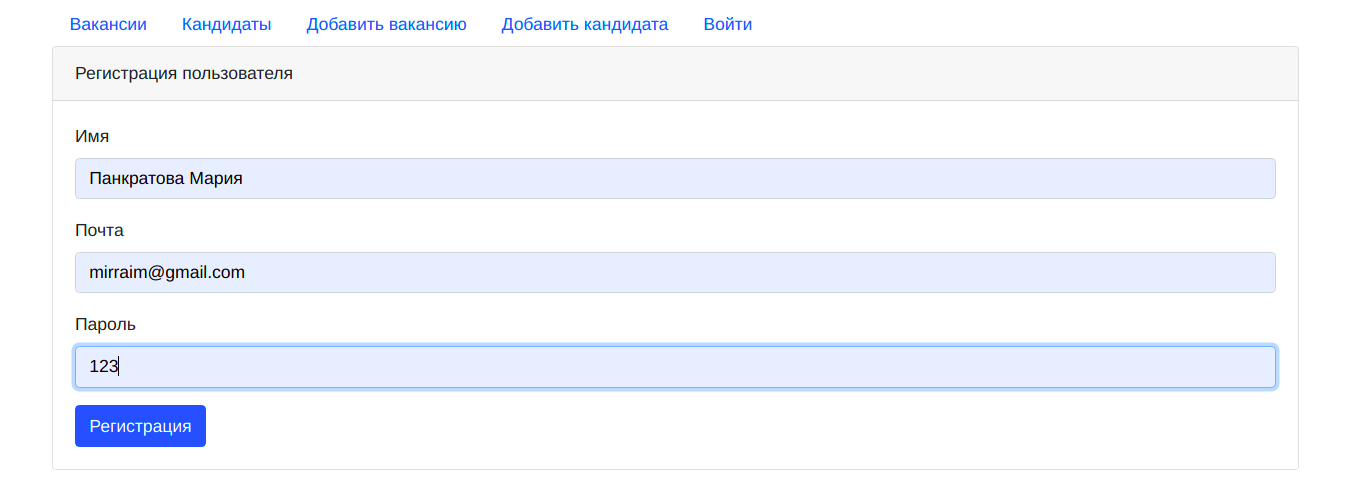 Вакансии Кандидаты Добавить вакансию Добавить кандидата Войти
Регистрация пользователя
Имя
Панкратова Мария
Почта
mirraim@gmail.com
Пароль
123
Регистрация